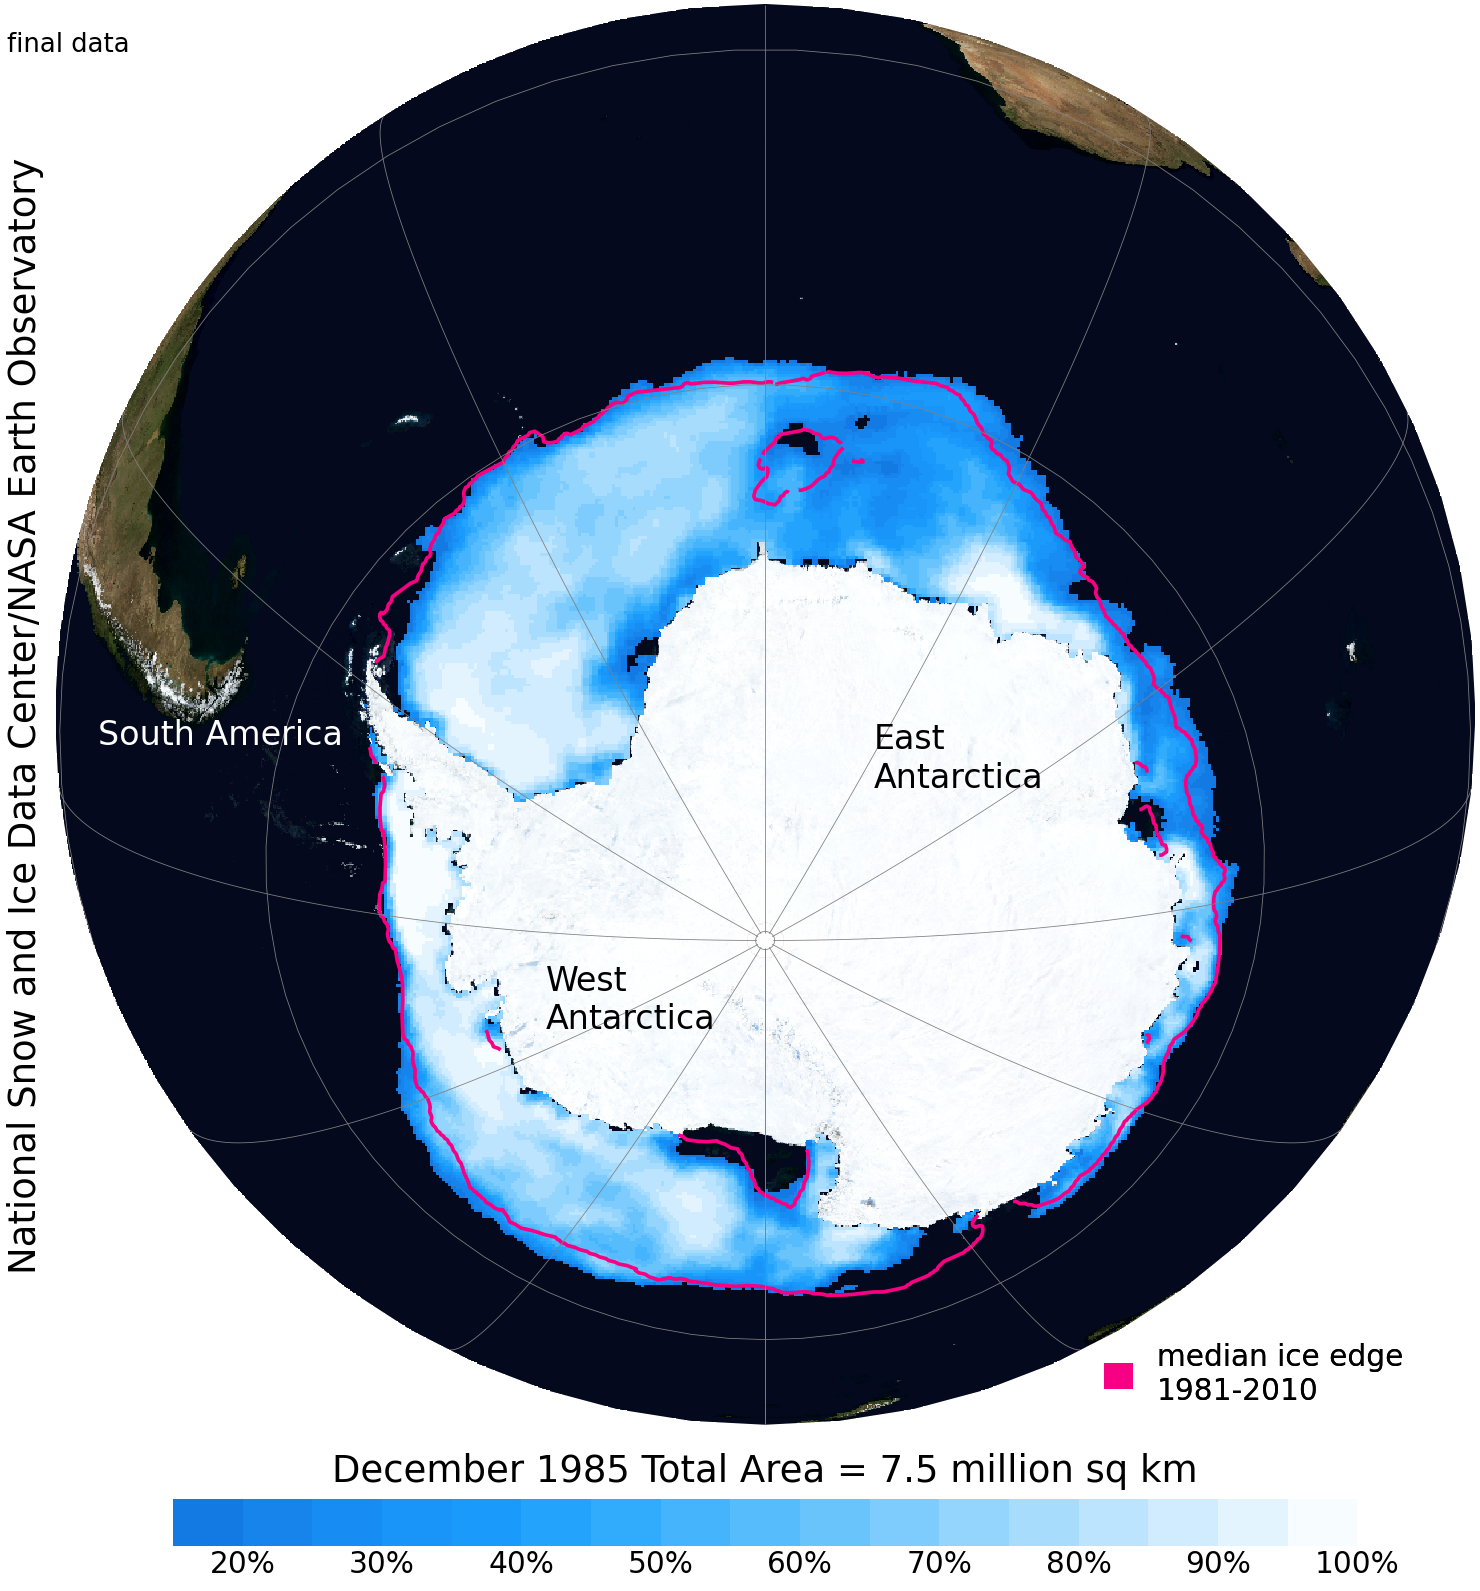 final data
National Snow and Ice Data Center/NASA Earth Observatory
South America
East
Antarctica
West
Antarctica
median ice edge
1981-2010
December 1985 Total Area = 7.5 million sq km
20% 30% 40% 50% 60% 70% 80% 90% 100%